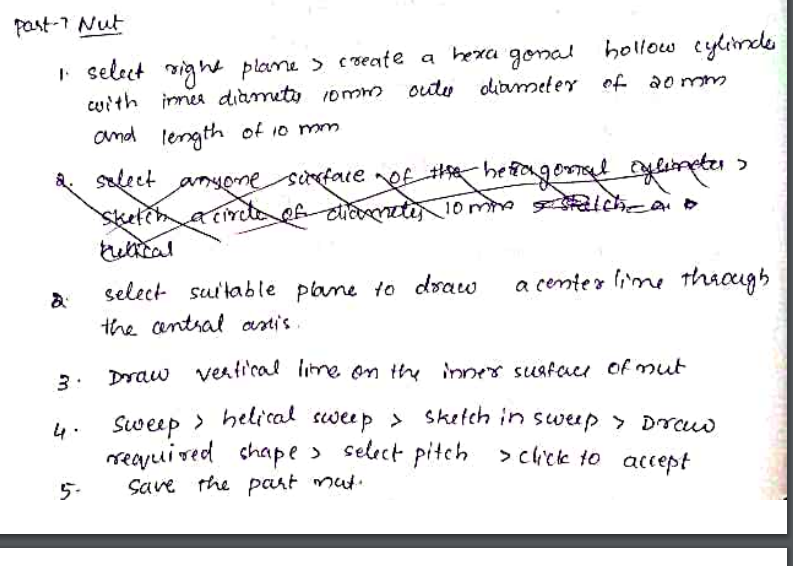 Part-7 Nut
1. select right plane > create a hexa gonal hollow cylinder
with inner diameter 10mm outer diameter of 20 mm
and length of 10 mm
2. select anyone surface of the hexagonal cylinder >
sketch a circle of diameter 10 mm > sketch
helical
2. select suitable plane to draw a center line through
the central axis.
3. Draw vertical line on the inner surface of nut
4. Sweep > helical sweep > sketch in sweep > Draw
required shape > select pitch > click to accept
5. Save the part nut.